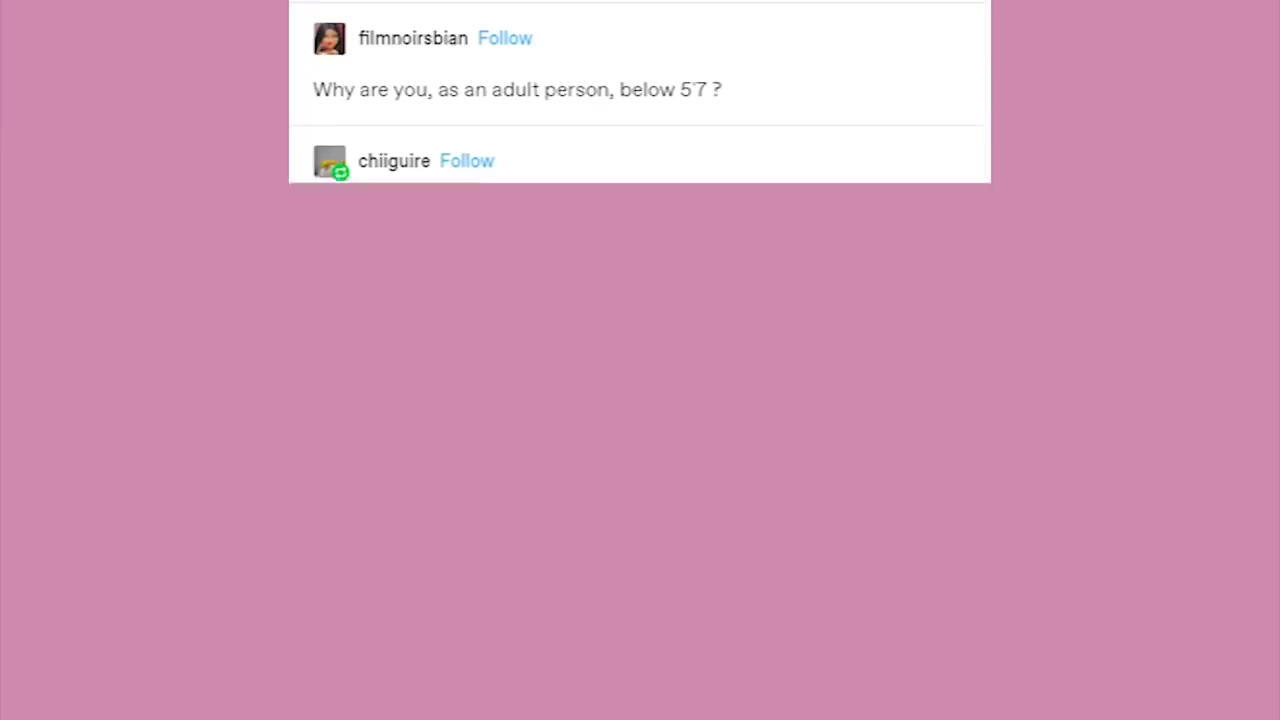 filmnoirsbian Follow
Why are you, as an adult person, below 5'7 ?
chiiguire Follow